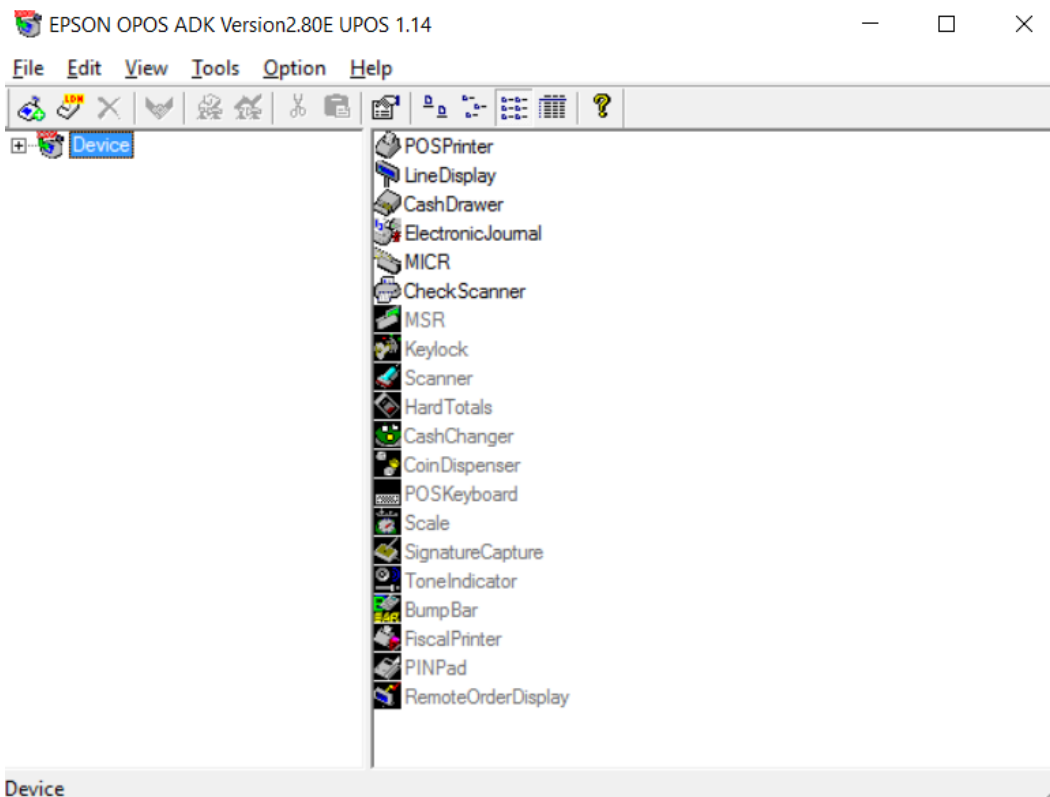 EPSON OPOS ADK Version2.80E UPOS 1.14
File Edit View Tools Option Help
Device
POSPrinter
LineDisplay
CashDrawer
ElectronicJournal
MICR
CheckScanner
MSR
Keylock
Scanner
HardTotals
CashChanger
CoinDispenser
POSKeyboard
Scale
SignatureCapture
ToneIndicator
BumpBar
FiscalPrinter
PINPad
RemoteOrderDisplay
Device